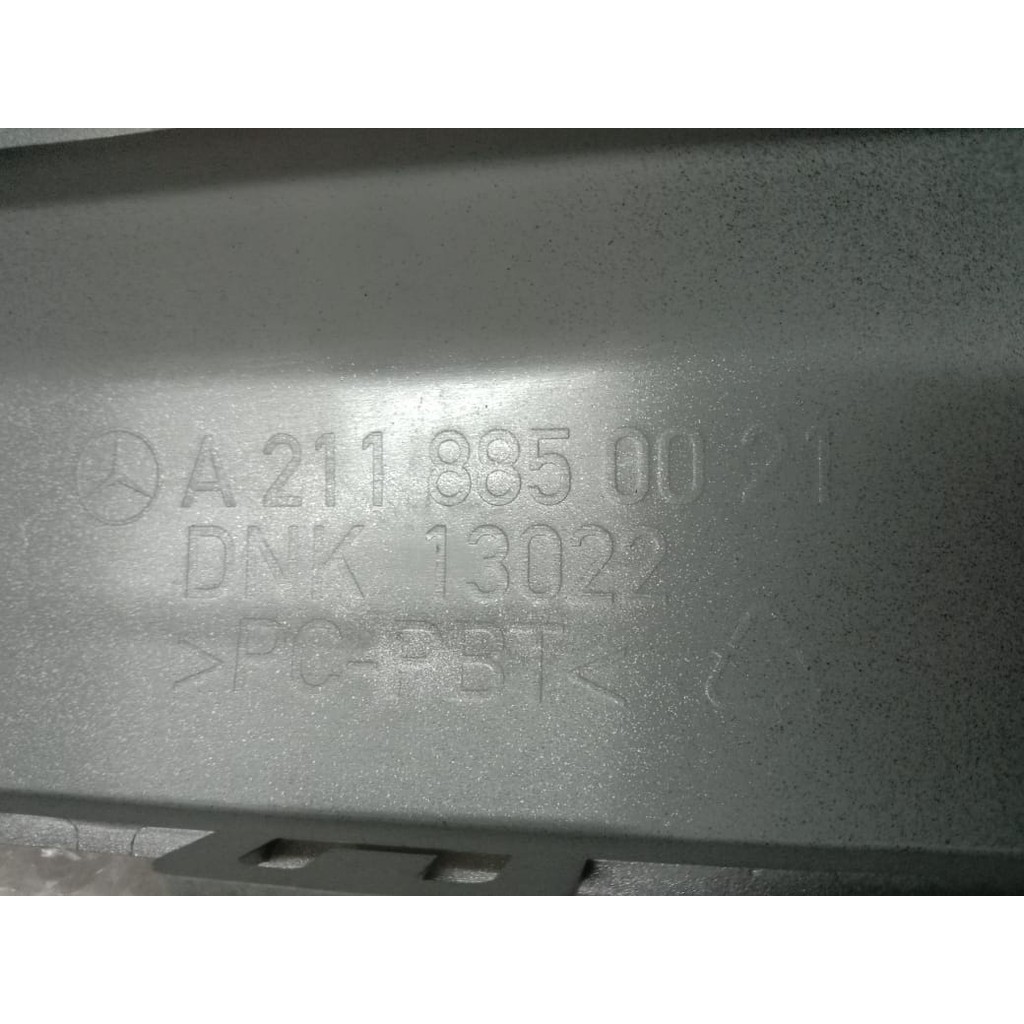 A 211 885 00 21
DNK 13022
>PC-PBT<